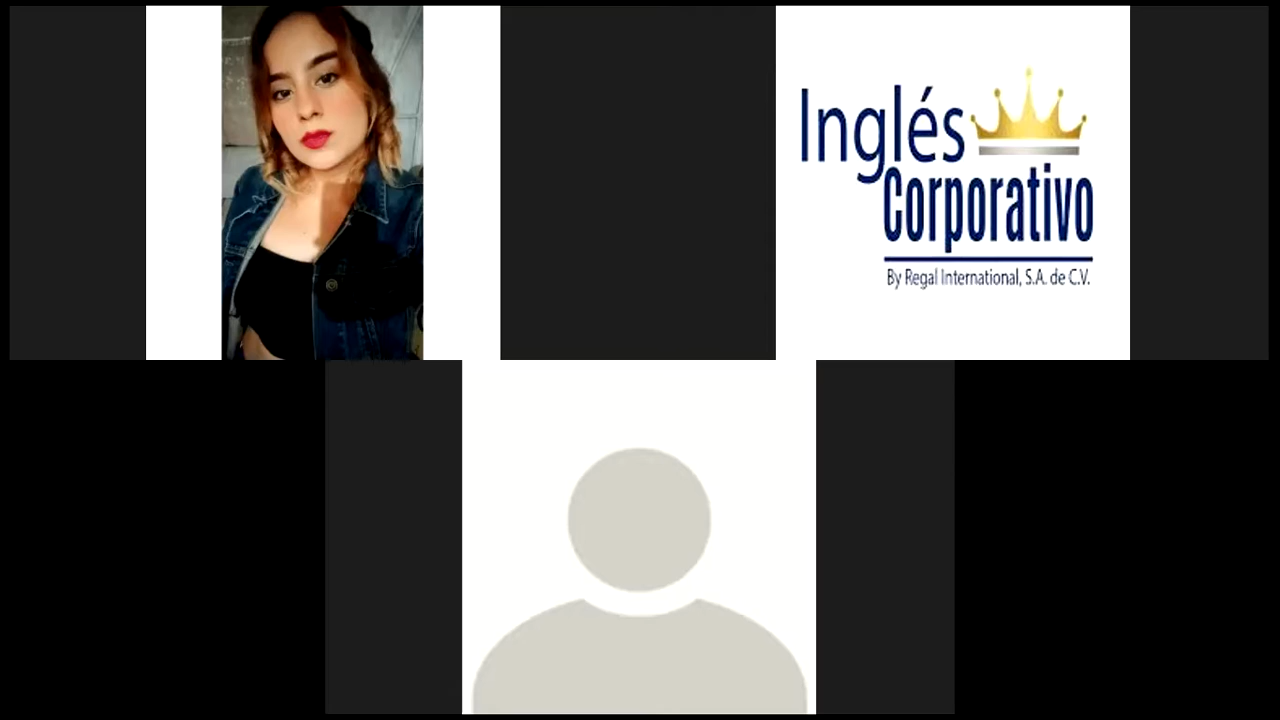 Inglés
Corporativo
By Regal International, S.A. de C.V.